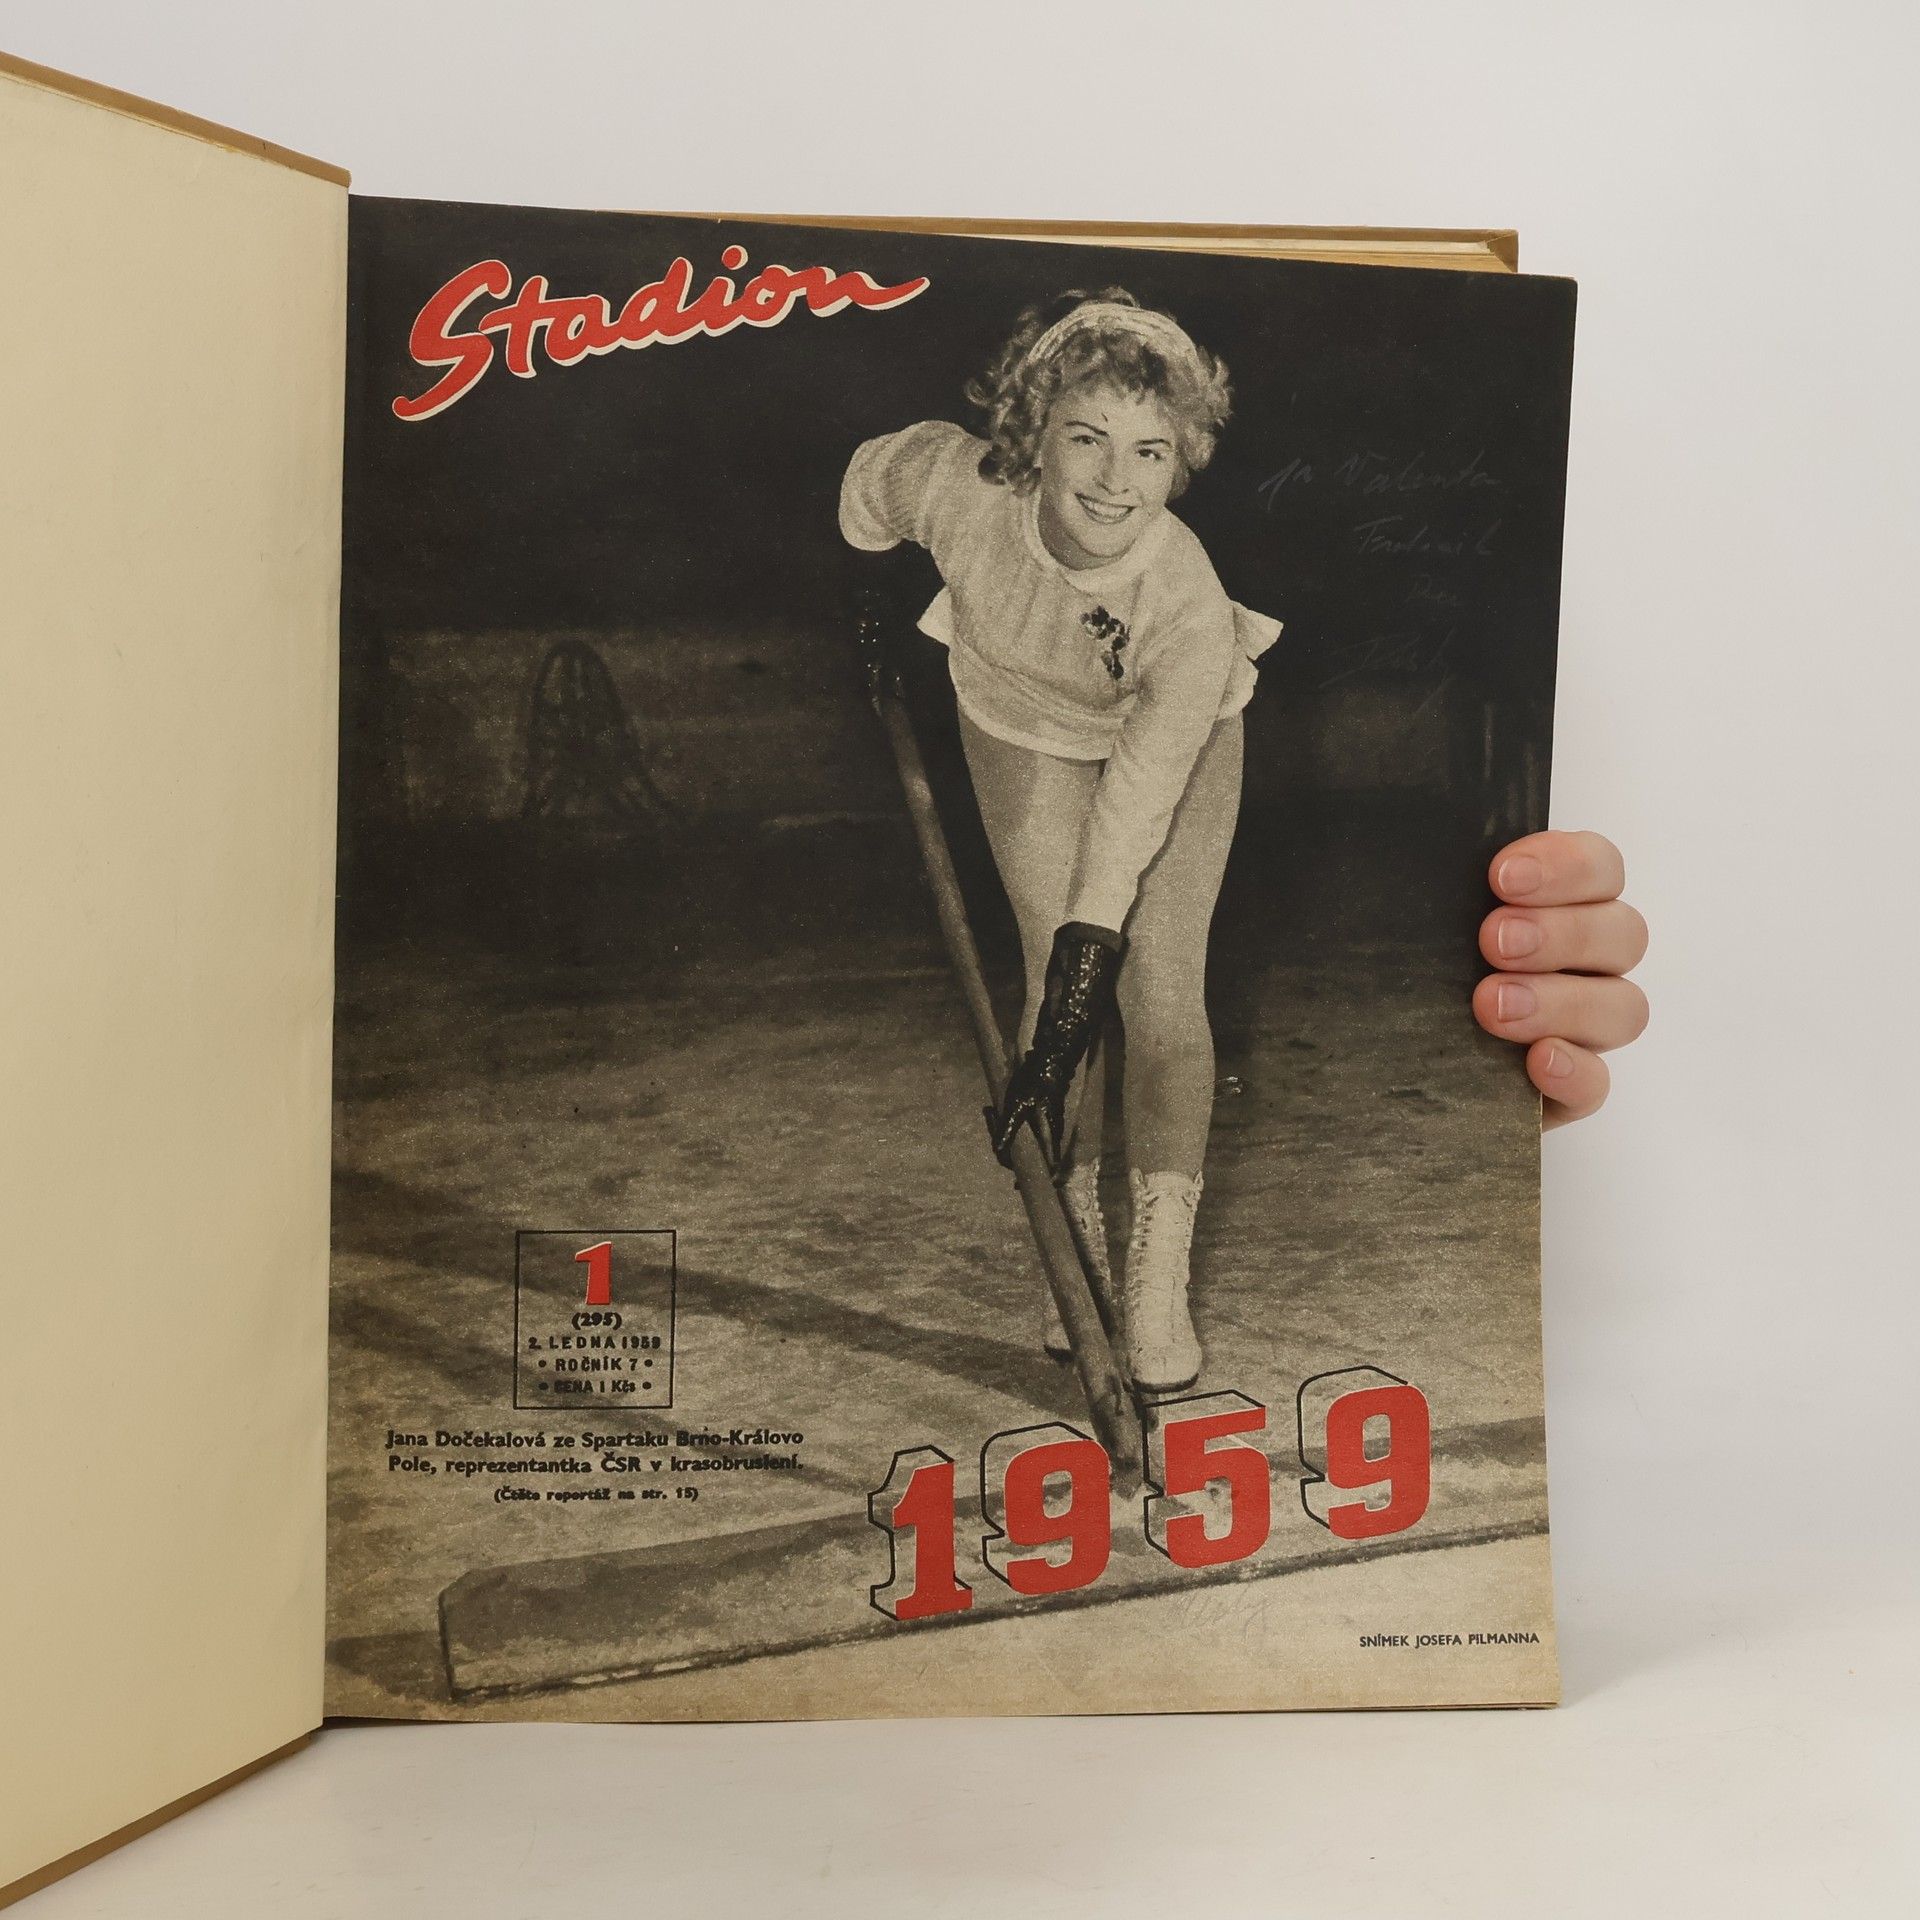 Stadion
1
(295)
2. LEDNA 1959
• ROČNÍK 7 •
• CENA 1 Kčs •
Jana Dočekalová ze Spartaku Brno-Královo
Pole, reprezentantka ČSR v krasobruslení.
(Čtěte reportáž na str. 15)
1959
SNÍMEK JOSEFA PILMANNA